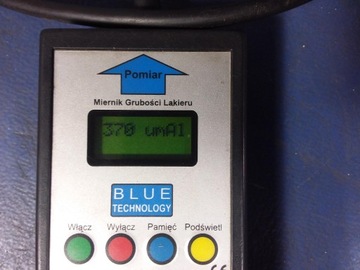 Pomiar
Miernik Grubości Lakieru
370 umAl
BLUE
TECHNOLOGY
Włącz Wyłącz Pamięć Podświetl